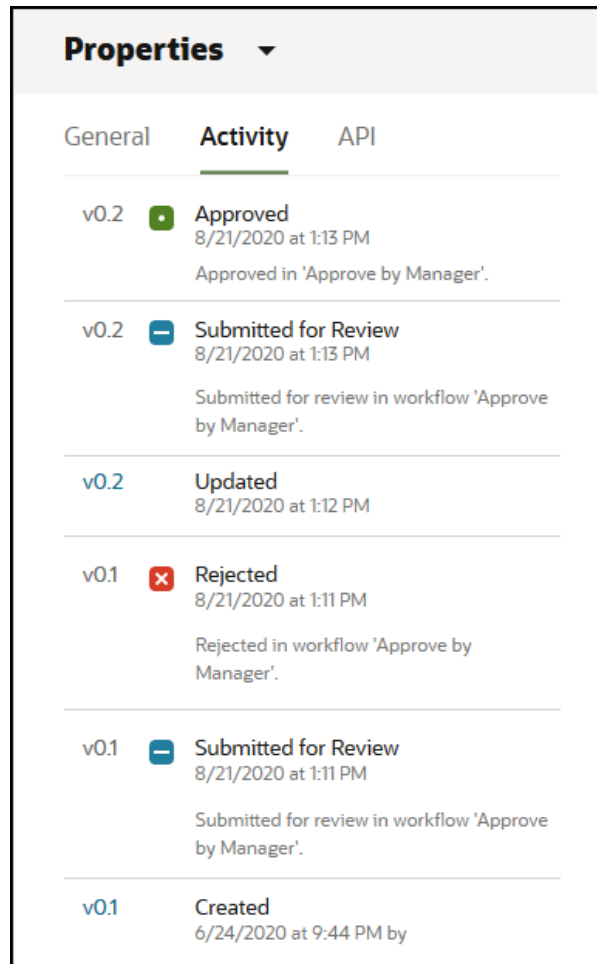 Properties
General Activity API
v0.2 Approved
8/21/2020 at 1:13 PM
Approved in 'Approve by Manager'.
v0.2 Submitted for Review
8/21/2020 at 1:13 PM
Submitted for review in workflow 'Approve
by Manager'.
v0.2 Updated
8/21/2020 at 1:12 PM
v0.1 Rejected
8/21/2020 at 1:11 PM
Rejected in workflow 'Approve by
Manager'.
v0.1 Submitted for Review
8/21/2020 at 1:11 PM
Submitted for review in workflow 'Approve
by Manager'.
v0.1 Created
6/24/2020 at 9:44 PM by